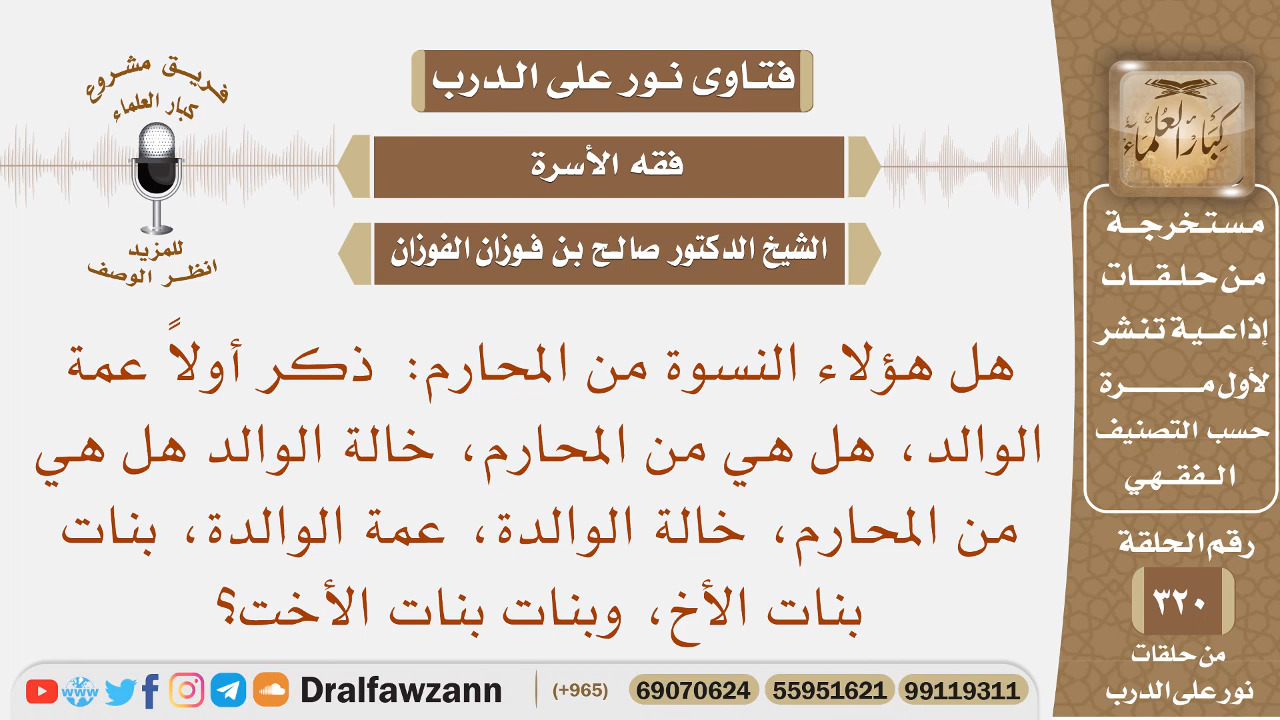 فتاوى نور على الدرب
فقه الأسرة
الشيخ الدكتور صالح بن فوزان الفوزان
هل هؤلاء النسوة من المحارم: ذكر أولاً عمة
الوالد، هل هي من المحارم، خالة الوالد هل هي
من المحارم، خالة الوالدة، عمة الوالدة، بنات
بنات الأخ، وبنات بنات الأخت؟
كبار العلماء
مستخرجة
من حلقات
إذاعية تنشر
لأول مرة
حسب التصنيف
الفقهي
رقم الحلقة
٣٢٠
من حلقات
نور على الدرب
فريق مشروع
كبار العلماء
للمزيد
انظر الوصف
www
Dralfawzann
(+965)
69070624
55951621
99119311